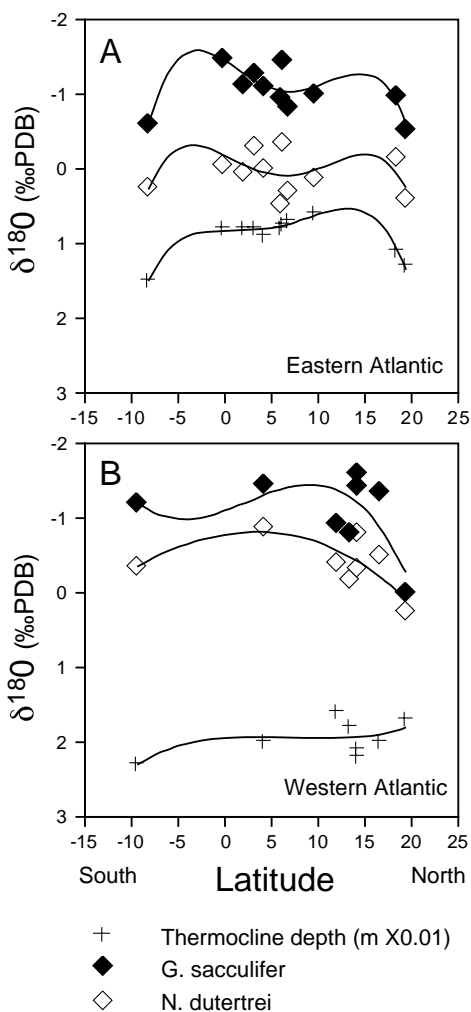 A
-2
-1
0
1
2
3
δ18O (‰PDB)
Eastern Atlantic
-15 -10 -5 0 5 10 15 20 25
B
-2
-1
0
1
2
3
δ18O (‰PDB)
Western Atlantic
-15 -10 -5 0 5 10 15 20 25
South Latitude North
Thermocline depth (m X0.01)
G. sacculifer
N. dutertrei